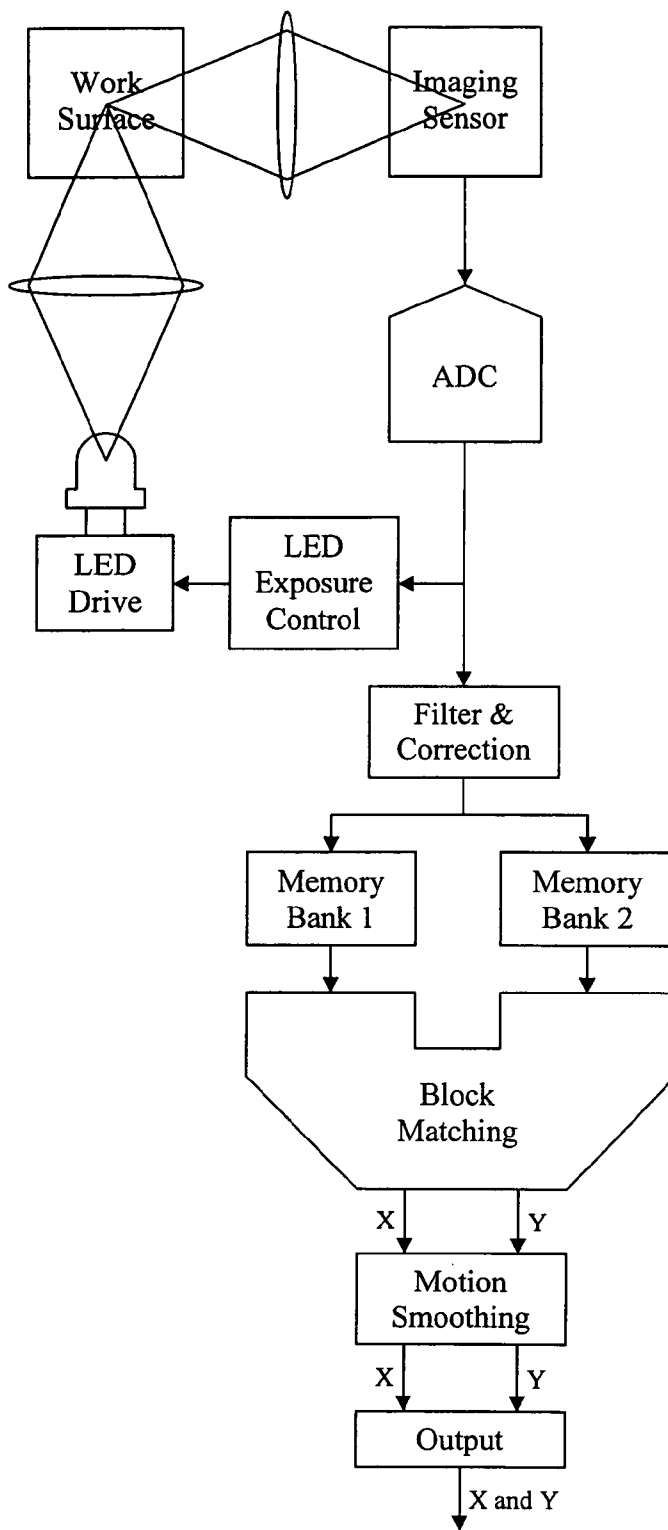 Work
Surface
Imaging
Sensor
ADC
LED
Drive
LED
Exposure
Control
Filter &
Correction
Memory
Bank 1
Memory
Bank 2
Block
Matching
X
Y
Motion
Smoothing
X
Y
Output
X and Y